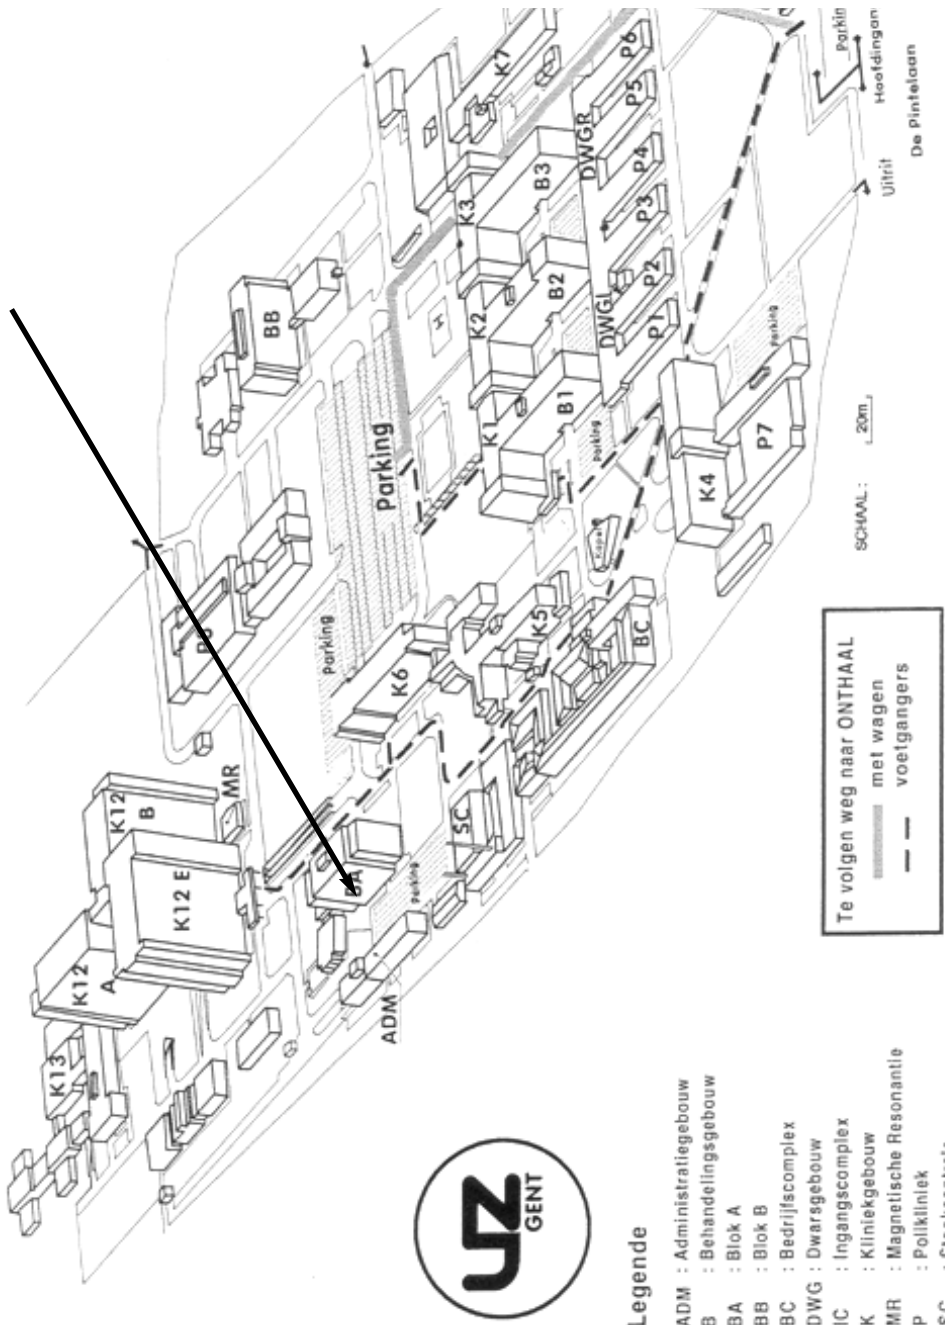 K13
K12
A
K12
B
K12 E
MR
BB
Parking
Parking
H
K7
K6
K5
K4
K3
K2
K1
B3
B2
B1
DWGR
DWGL
P6
P5
P4
P3
P2
P1
P7
Parking
Parking
Parking
Kapel
BC
SC
ADM
Parkin
Hoofdingan
De Pintelaan
Uitrit
SCHAAL : 20m
Te volgen weg naar ONTHAAL
met wagen
voetgangers
UZ
GENT
Legende
ADM : Administratiegebouw
B : Behandelingsgebouw
BA : Blok A
BB : Blok B
BC : Bedrijfscomplex
DWG : Dwarsgebouw
IC : Ingangscomplex
K : Kliniekgebouw
MR : Magnetische Resonantie
P : Polikliniek